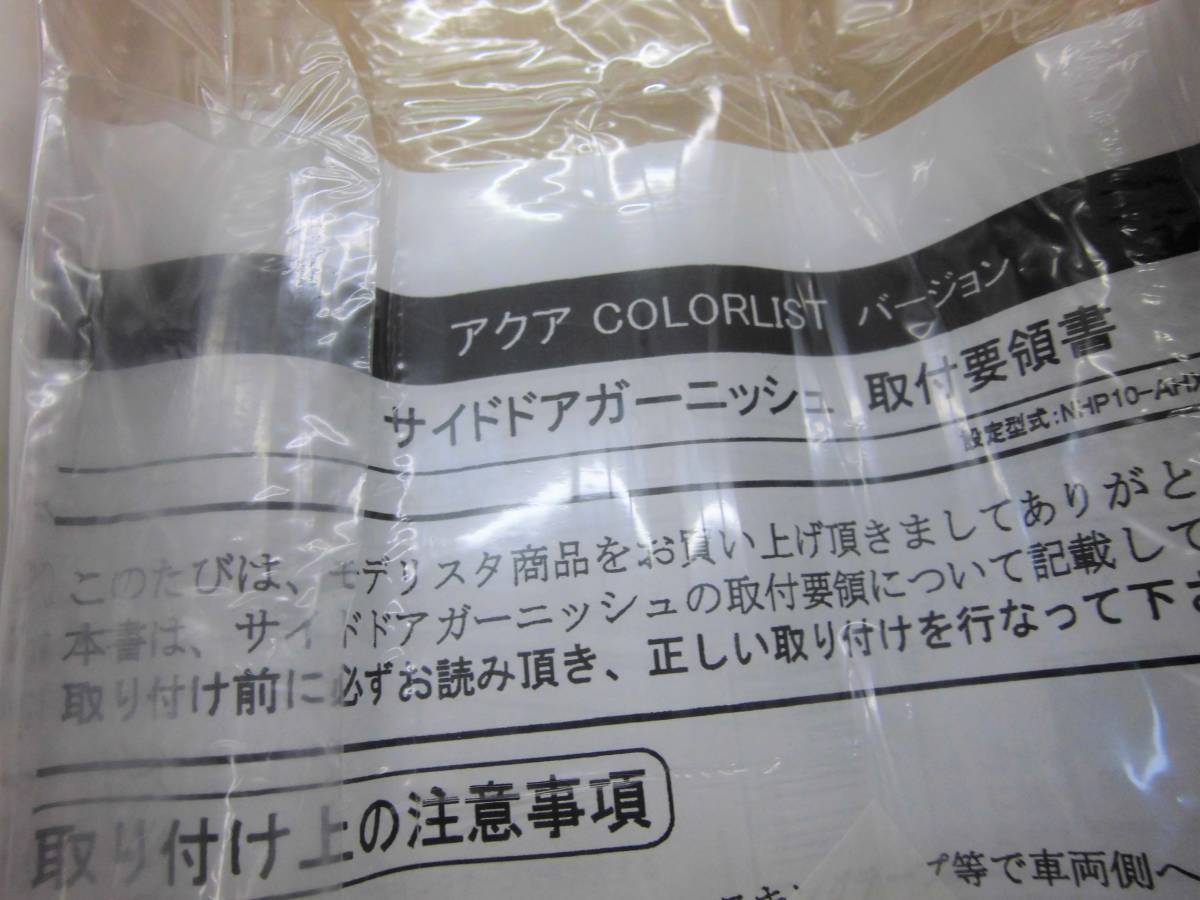 アクア COLORLIST バージョン
サイドドアガーニッシュ 取付要領書
設定型式:NHP10-AH
このたびは、モデリスタ商品をお買い上げ頂きましてありがと
本書は、サイドドアガーニッシュの取付要領について記載して
取り付け前に必ずお読み頂き、正しい取り付けを行なって下さ
取り付け上の注意事項
等で車両側へ